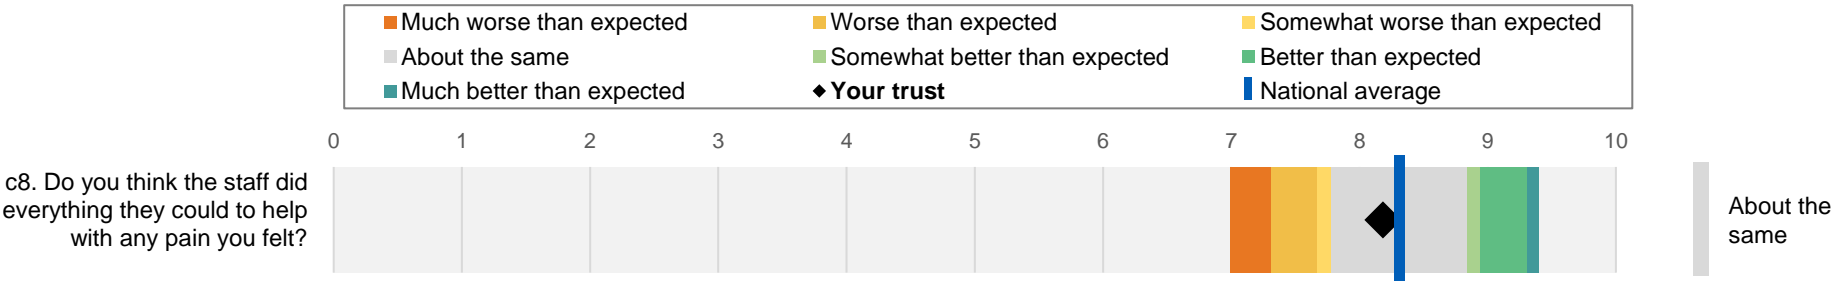 Much worse than expected
Worse than expected
Somewhat worse than expected
About the same
Somewhat better than expected
Better than expected
Much better than expected
Your trust
National average
0 1 2 3 4 5 6 7 8 9 10
c8. Do you think the staff did
everything they could to help
with any pain you felt?
About the
same